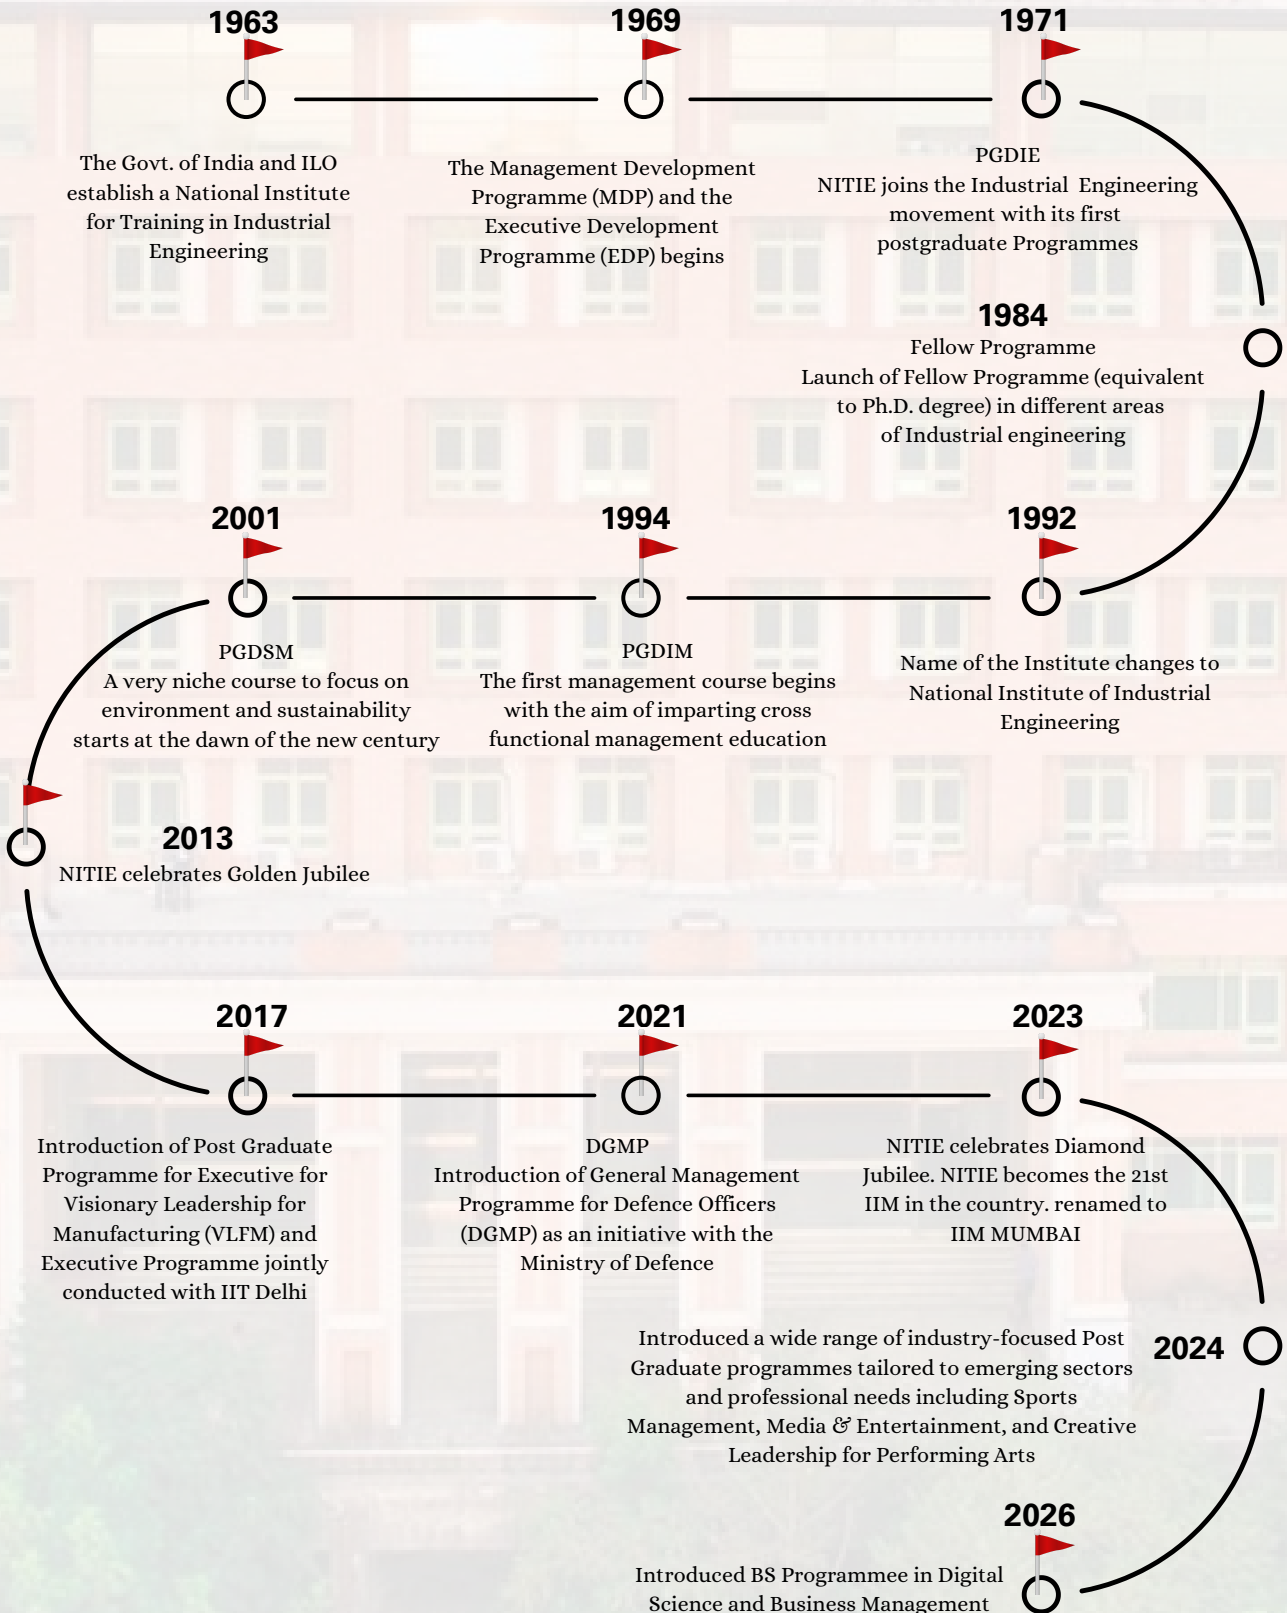 1963
The Govt. of India and ILO
establish a National Institute
for Training in Industrial
Engineering
1969
The Management Development
Programme (MDP) and the
Executive Development
Programme (EDP) begins
1971
PGDIE
NITIE joins the Industrial Engineering
movement with its first
postgraduate Programmes
1984
Fellow Programme
Launch of Fellow Programme (equivalent
to Ph.D. degree) in different areas
of Industrial engineering
1992
Name of the Institute changes to
National Institute of Industrial
Engineering
1994
PGDIM
The first management course begins
with the aim of imparting cross
functional management education
2001
PGDSM
A very niche course to focus on
environment and sustainability
starts at the dawn of the new century
2013
NITIE celebrates Golden Jubilee
2017
Introduction of Post Graduate
Programme for Executive for
Visionary Leadership for
Manufacturing (VLFM) and
Executive Programme jointly
conducted with IIT Delhi
2021
DGMP
Introduction of General Management
Programme for Defence Officers
(DGMP) as an initiative with the
Ministry of Defence
2023
NITIE celebrates Diamond
Jubilee. NITIE becomes the 21st
IIM in the country. renamed to
IIM MUMBAI
2024
Introduced a wide range of industry-focused Post
Graduate programmes tailored to emerging sectors
and professional needs including Sports
Management, Media & Entertainment, and Creative
Leadership for Performing Arts
2026
Introduced BS Programmee in Digital
Science and Business Management